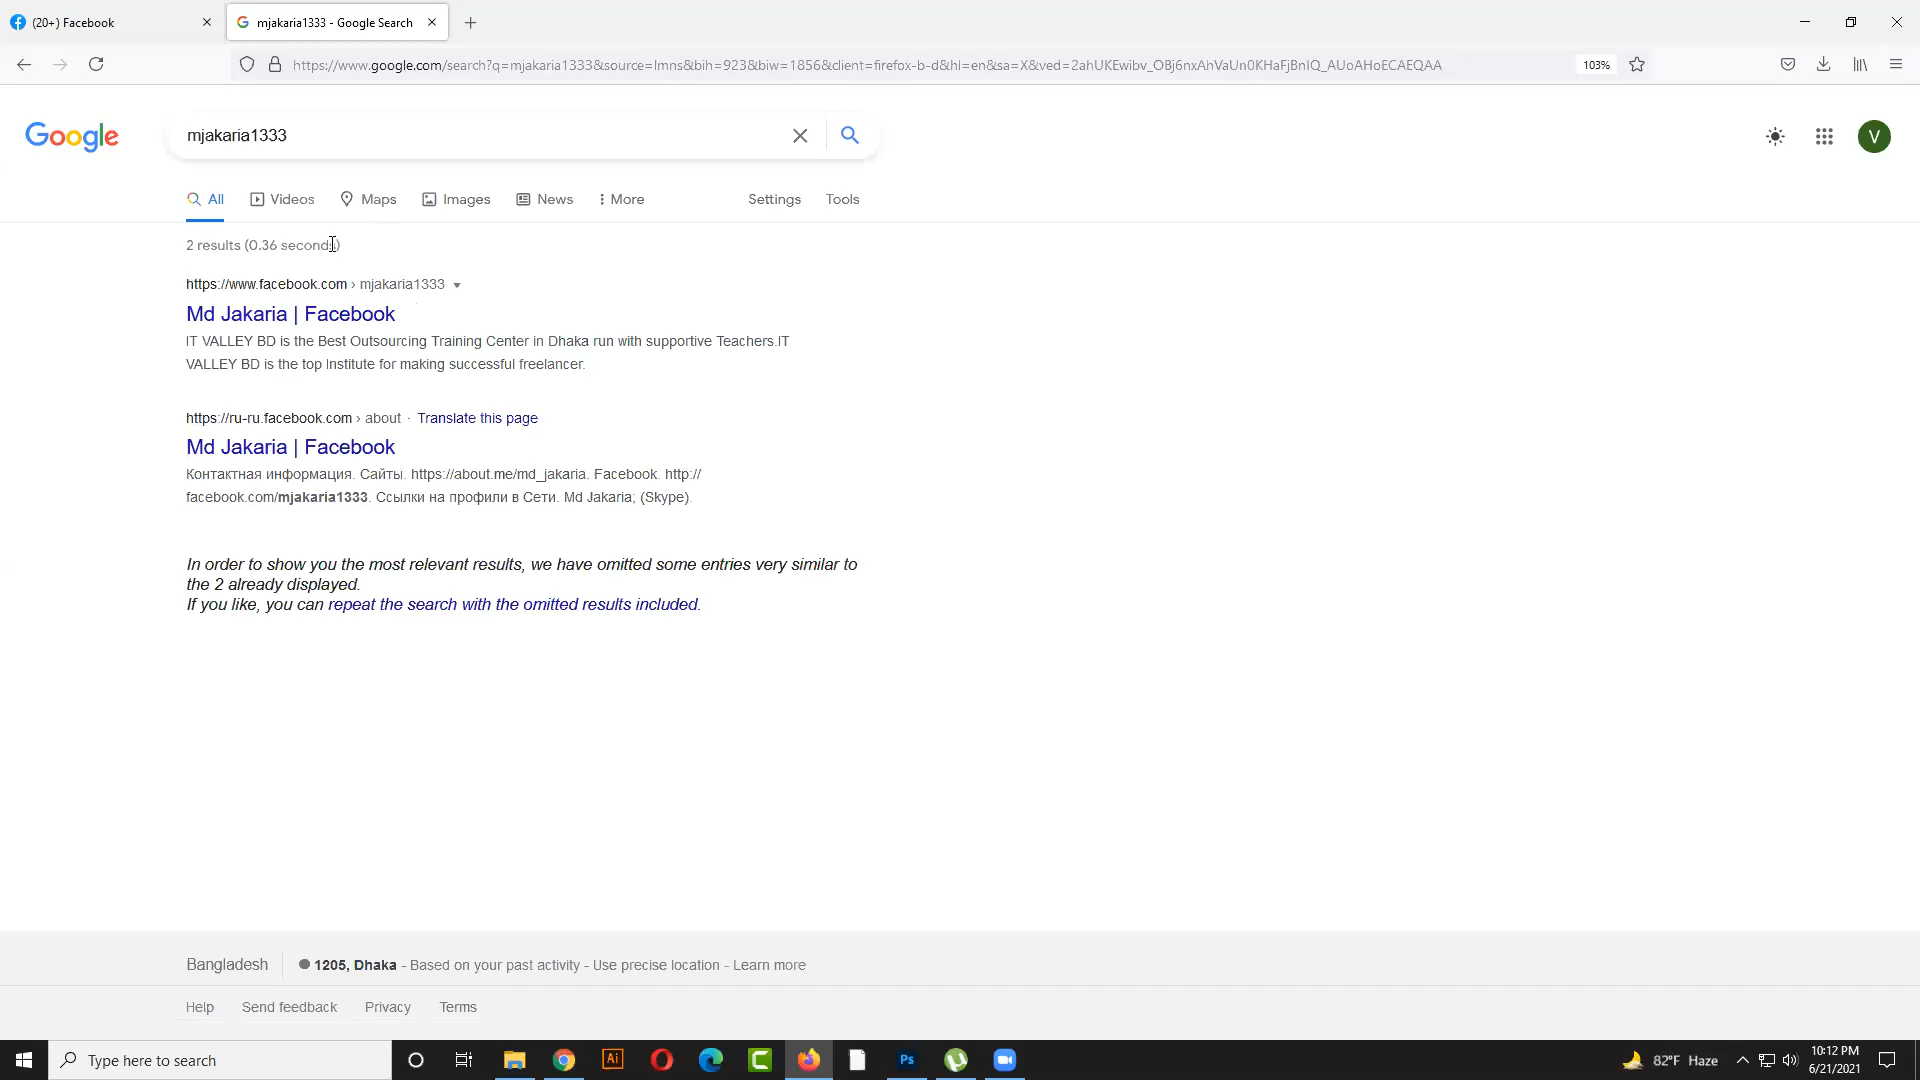 (20+) Facebook
mjakaria1333 - Google Search
https://www.google.com/search?q=mjakaria1333&source=lmns&bih=923&biw=1856&client=firefox-b-d&hl=en&sa=X&ved=2ahUKEwibv_OBj6nxAhVaUn0KHaFjBnIQ_AUoAHoECAEQAA
103%
Google
mjakaria1333
V
All
Videos
Maps
Images
News
More
Settings
Tools
2 results (0.36 seconds)
https://www.facebook.com › mjakaria1333
Md Jakaria | Facebook
IT VALLEY BD is the Best Outsourcing Training Center in Dhaka run with supportive Teachers.IT
VALLEY BD is the top Institute for making successful freelancer.
https://ru-ru.facebook.com › about · Translate this page
Md Jakaria | Facebook
Контактная информация. Сайты. https://about.me/md_jakaria. Facebook. http://
facebook.com/mjakaria1333. Ссылки на профили в Сети. Md Jakaria; (Skype).
In order to show you the most relevant results, we have omitted some entries very similar to
the 2 already displayed.
If you like, you can repeat the search with the omitted results included.
Bangladesh
1205, Dhaka - Based on your past activity - Use precise location - Learn more
Help
Send feedback
Privacy
Terms
Type here to search
Ai
Ps
82°F Haze
10:12 PM
6/21/2021